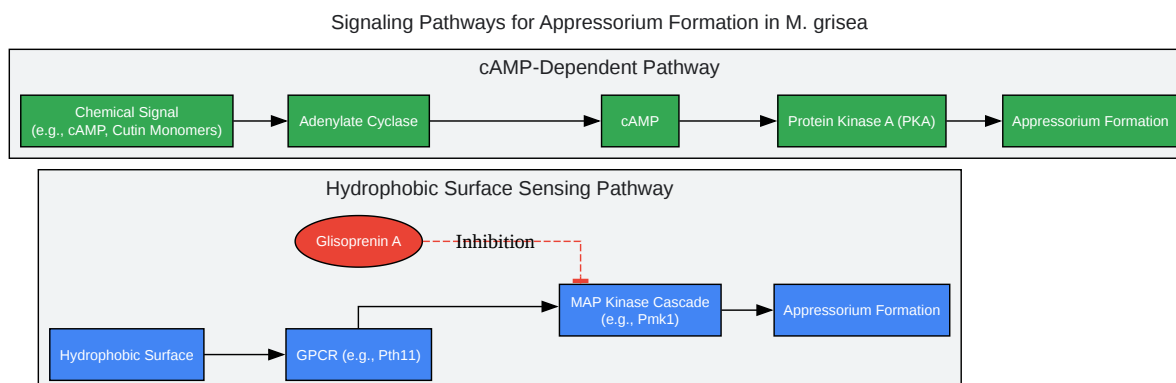 Signaling Pathways for Appressorium Formation in M. grisea
cAMP-Dependent Pathway
Chemical Signal
(e.g., cAMP, Cutin Monomers)
Adenylate Cyclase
cAMP
Protein Kinase A (PKA)
Appressorium Formation
Hydrophobic Surface Sensing Pathway
Glisoprenin A
Inhibition
MAP Kinase Cascade
(e.g., Pmk1)
Appressorium Formation
Hydrophobic Surface
GPCR (e.g., Pth11)